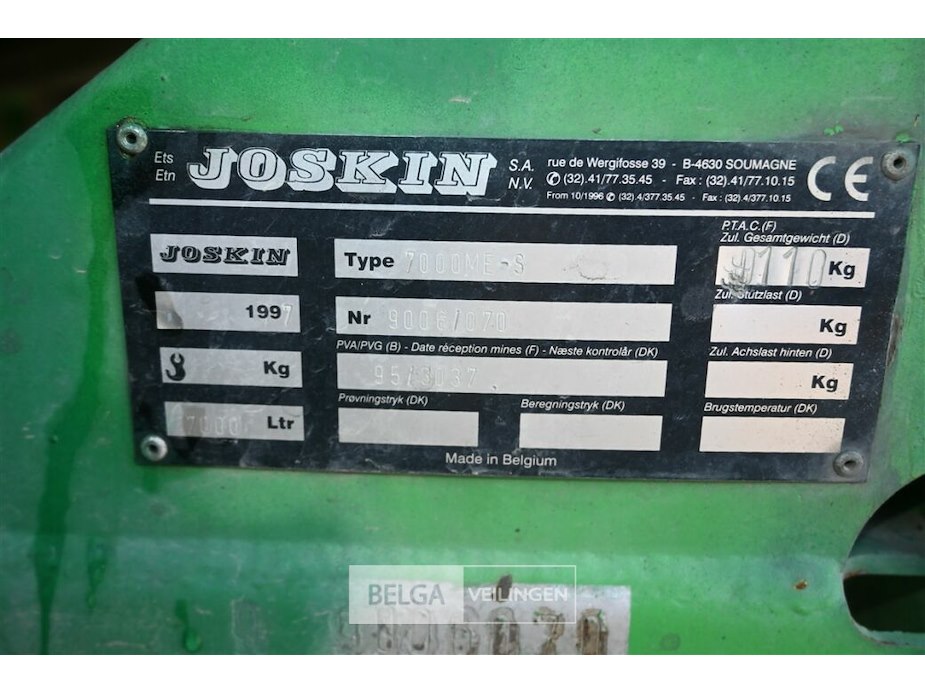 Ets JOSKIN S.A. rue de Wergifosse 39 - B-4630 SOUMAGNE
Etn N.V. ✆ (32).41/77.35.45 - Fax : (32).41/77.10.15
From 10/1996 ✆ (32).4/377.35.45 - Fax : (32).4/377.10.15
CE
JOSKIN
Type 7000ME-S
P.T.A.C.(F)
Zul. Gesamtgewicht (D)
9110 Kg
1997
Nr 9006/070
Zul. Stützlast (D)
Kg
Kg
PVA/PVG (B) - Date réception mines (F) - Næste kontrolår (DK)
95/3037
Zul. Achslast hinten (D)
Kg
7000 Ltr
Prøvningstryk (DK)
Beregningstryk (DK)
Brugstemperatur (DK)
Made in Belgium
BELGA VEILINGEN